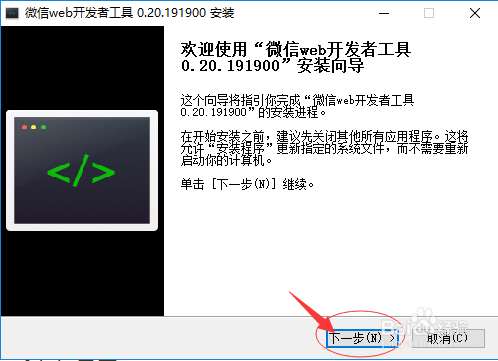 微信web开发者工具 0.20.191900 安装
欢迎使用“微信web开发者工具
0.20.191900”安装向导
这个向导将指引你完成“微信web开发者工具
0.20.191900”的安装进程。
在开始安装之前，建议先关闭其他所有应用程序。这将
允许“安装程序”更新指定的系统文件，而不需要重新
启动你的计算机。
单击 [下一步(N)] 继续。
</>
下一步(N) >
取消(C)
Bai 经验